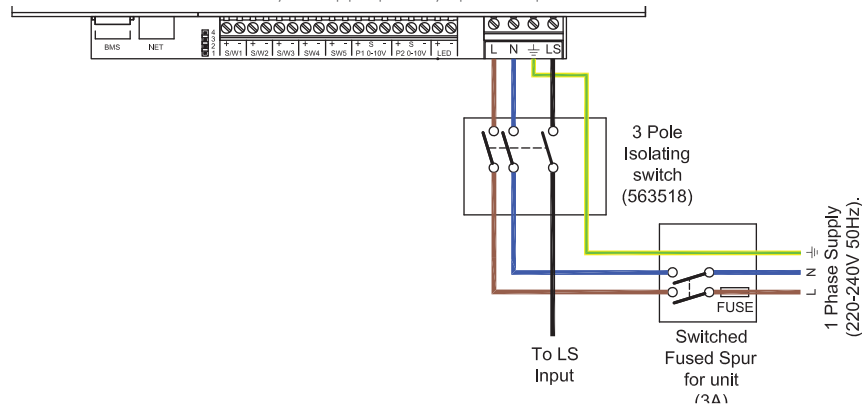 BMS
NET
4
3
2
1
+ - + - + - + - + - + S - + S - + -
S/W1 S/W2 S/W3 SW4 SW5 P1 0-10V P2 0-10V LED
L N LS
3 Pole
Isolating
switch
(563518)
N
L
1 Phase Supply
(220-240V 50Hz).
FUSE
Switched
Fused Spur
for unit
(3A)
To LS
Input